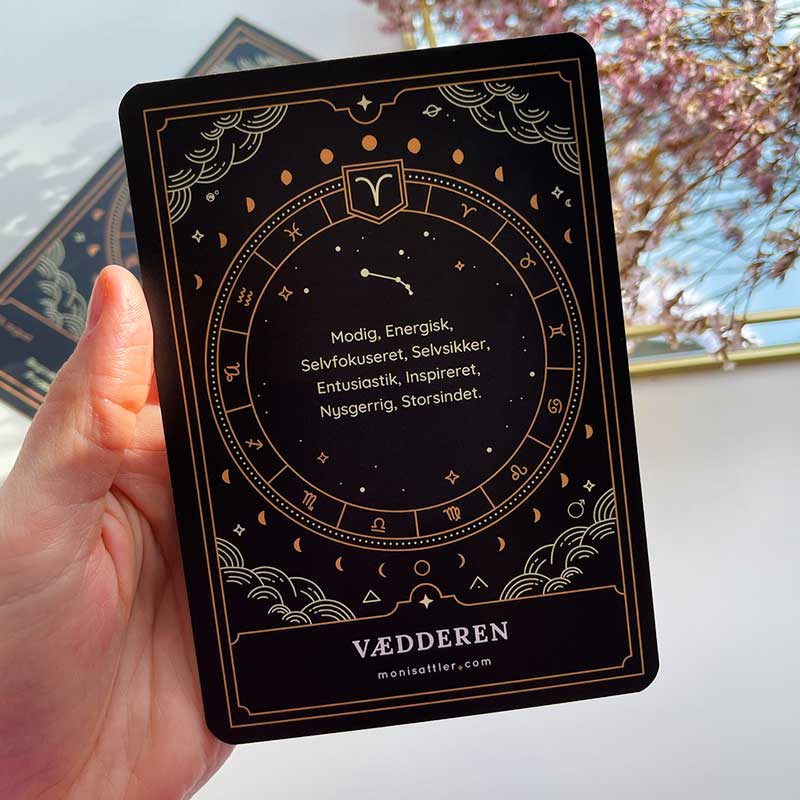 Modig, Energisk,
Selvfokuseret, Selvsikker,
Entusiastik, Inspireret,
Nysgerrig, Storsindet.
VÆDDEREN
monisattler.com